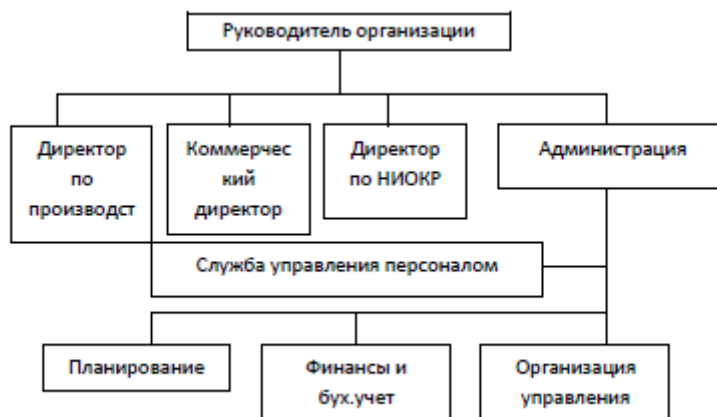 Руководитель организации
Директор
по
производст
Коммерчес
кий
директор
Директор
по НИОКР
Администрация
Служба управления персоналом
Планирование
Финансы и
бух.учет
Организация
управления